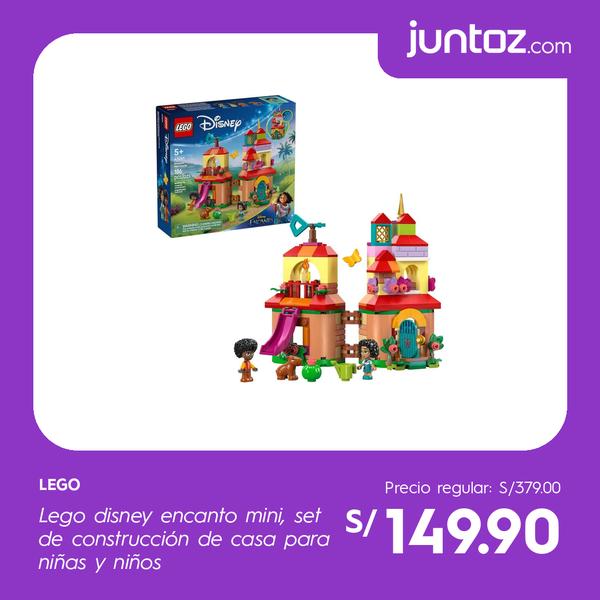 juntoz.com
LEGO
Disney
5+
LEGO
Precio regular: S/379.00
Lego disney encanto mini, set
de construcción de casa para
niñas y niños
S/149.90